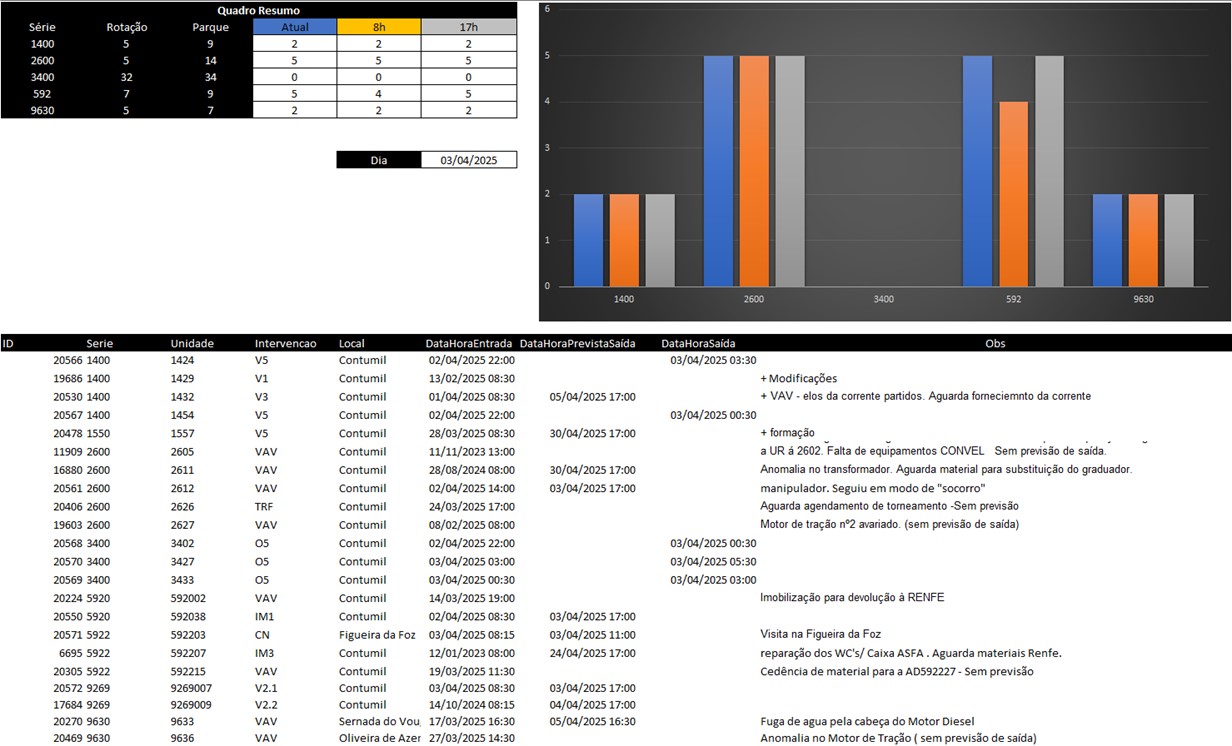 Quadro Resumo
Série Rotação Parque Atual 8h 17h
1400 5 9 2 2 2
2600 5 14 5 5 5
3400 32 34 0 0 0
592 7 9 5 4 5
9630 5 7 2 2 2
Dia 03/04/2025
6
5
4
3
2
1
0
1400 2600 3400 592 9630
ID Serie Unidade Intervencao Local DataHoraEntrada DataHoraPrevistaSaída DataHoraSaída Obs
20566 1400 1424 V5 Contumil 02/04/2025 22:00 03/04/2025 03:30
19686 1400 1429 V1 Contumil 13/02/2025 08:30 + Modificações
20530 1400 1432 V3 Contumil 01/04/2025 08:30 05/04/2025 17:00 + VAV - elos da corrente partidos. Aguarda forneciemnto da corrente
20567 1400 1454 V5 Contumil 02/04/2025 22:00 03/04/2025 00:30
20478 1550 1557 V5 Contumil 28/03/2025 08:30 30/04/2025 17:00 + formação
11909 2600 2605 VAV Contumil 11/11/2023 13:00 a UR á 2602. Falta de equipamentos CONVEL Sem previsão de saída.
16880 2600 2611 VAV Contumil 28/08/2024 08:00 30/04/2025 17:00 Anomalia no transformador. Aguarda material para substituição do graduador.
20561 2600 2612 VAV Contumil 02/04/2025 14:00 03/04/2025 17:00 manipulador. Seguiu em modo de "socorro"
20406 2600 2626 TRF Contumil 24/03/2025 17:00 Aguarda agendamento de torneamento -Sem previsão
19603 2600 2627 VAV Contumil 08/02/2025 08:00 Motor de tração nº2 avariado. (sem previsão de saída)
20568 3400 3402 O5 Contumil 02/04/2025 22:00 03/04/2025 00:30
20570 3400 3427 O5 Contumil 03/04/2025 03:00 03/04/2025 05:30
20569 3400 3433 O5 Contumil 03/04/2025 00:30 03/04/2025 03:00
20224 5920 592002 VAV Contumil 14/03/2025 19:00 Imobilização para devolução à RENFE
20550 5920 592038 IM1 Contumil 02/04/2025 08:30 03/04/2025 17:00
20571 5922 592203 CN Figueira da Foz 03/04/2025 08:15 03/04/2025 11:00 Visita na Figueira da Foz
6695 5922 592207 IM3 Contumil 12/01/2023 08:00 24/04/2025 17:00 reparação dos WC's/ Caixa ASFA . Aguarda materiais Renfe.
20305 5922 592215 VAV Contumil 19/03/2025 11:30 Cedência de material para a AD592227 - Sem previsão
20572 9269 9269007 V2.1 Contumil 03/04/2025 08:30 03/04/2025 17:00
17684 9269 9269009 V2.2 Contumil 14/10/2024 08:15 04/04/2025 17:00
20270 9630 9633 VAV Sernada do Vou 17/03/2025 16:30 05/04/2025 16:30 Fuga de agua pela cabeça do Motor Diesel
20469 9630 9636 VAV Oliveira de Azer 27/03/2025 14:30 Anomalia no Motor de Tração ( sem previsão de saída)